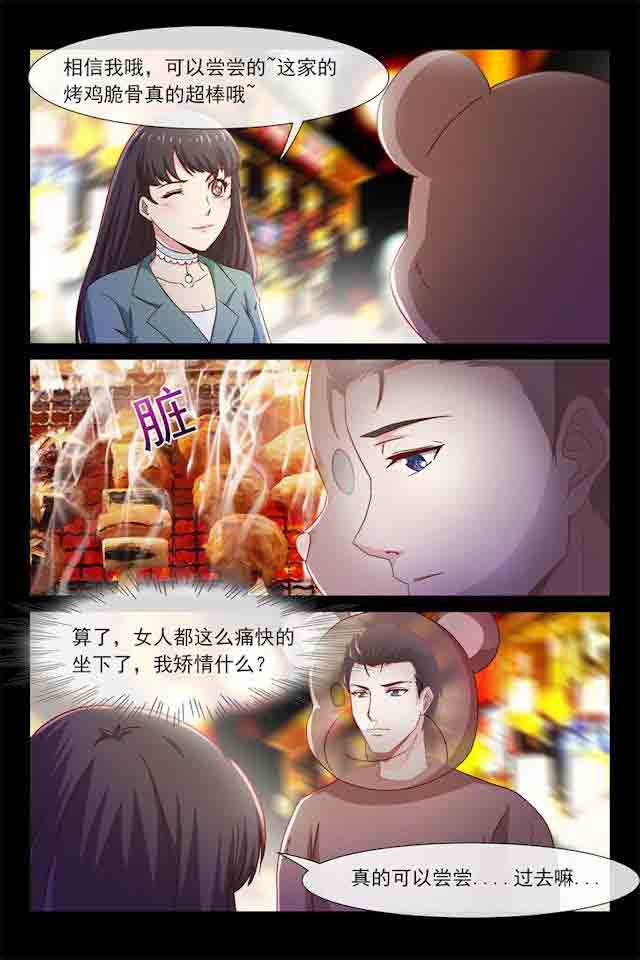 相信我哦，可以尝尝的~这家的
烤鸡脆骨真的超棒哦~
脏
算了，女人都这么痛快的
坐下了，我矫情什么？
真的可以尝尝....过去嘛...